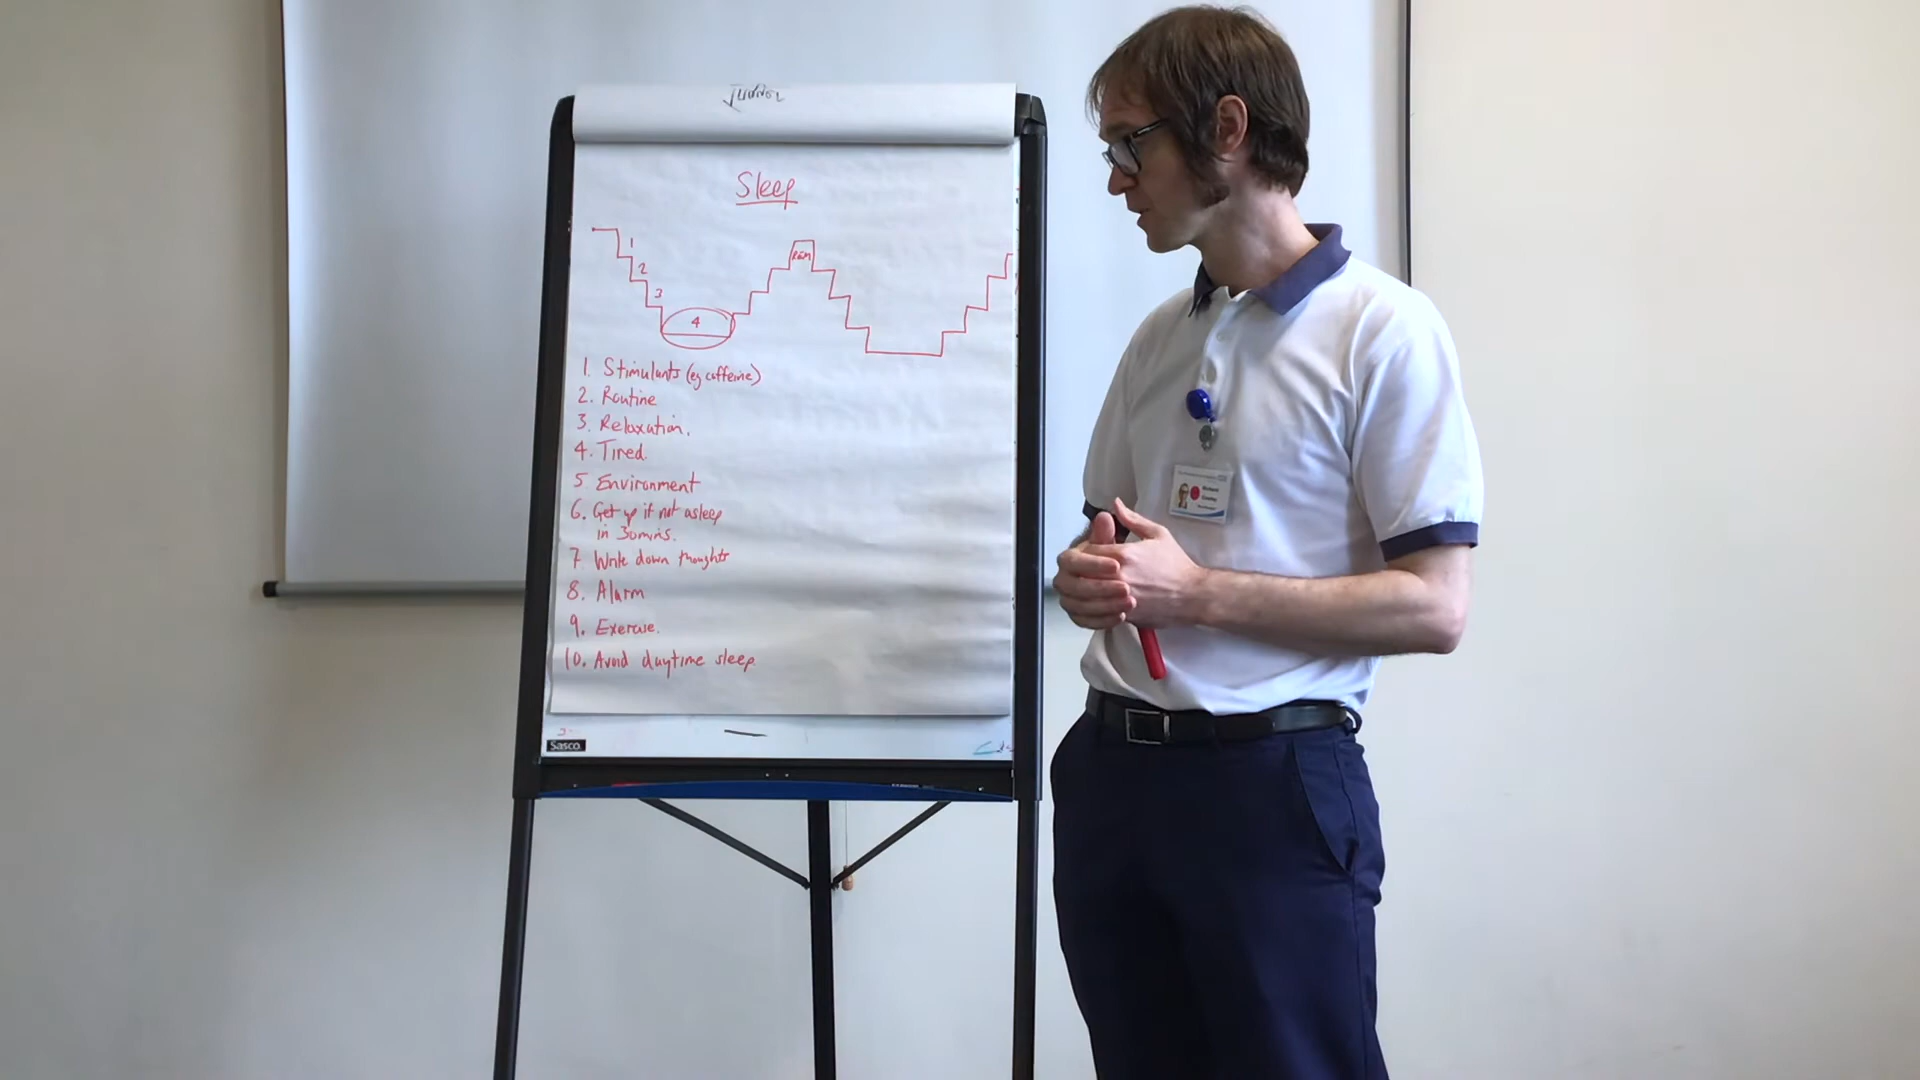 Sleep
1
2
3
4
REM
1. Stimulants (eg caffeine)
2. Routine
3. Relaxation.
4. Tired.
5 Environment
6. Get up if not asleep
in 30mins.
7 Write down thoughts
8. Alarm
9. Exercise.
10. Avoid daytime sleep
Sasco.